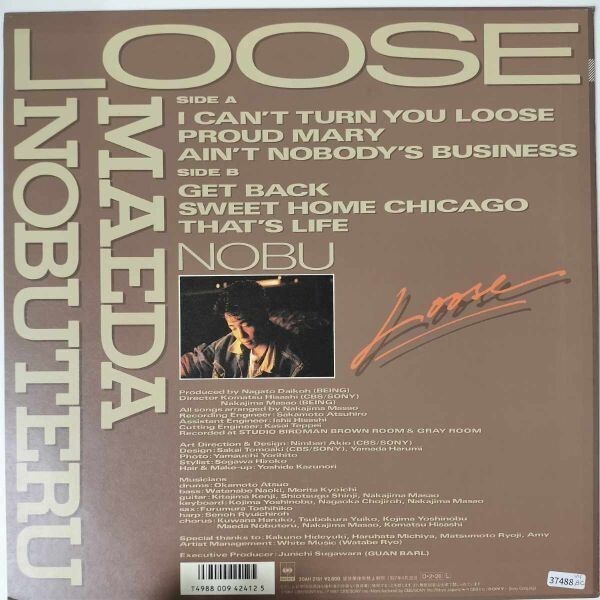 LOOSE
MAEDA
NOBUTERU
SIDE A
I CAN'T TURN YOU LOOSE
PROUD MARY
AIN'T NOBODY'S BUSINESS
SIDE B
GET BACK
SWEET HOME CHICAGO
THAT'S LIFE
NOBU
Loose
Produced by Nagato Daikoh (BEING)
Director Komatsu Hisashi (CBS/SONY)
Nakajima Masao (BEING)
All songs arranged by Nakajima Masao
Recording Engineer: Sakamoto Atsuhiro
Assistant Engineer: Ishii Hisashi
Cutting Engineer: Kasai Teppei
Recorded at STUDIO BIRDMAN BROWN ROOM & GRAY ROOM
Art Direction & Design: Nimbari Akio (CBS/SONY)
Design: Sakai Tomoaki (CBS/SONY), Yamada Harumi
Photo: Yamauchi Yorihito
Stylist: Sogawa Hiroko
Hair & Make-up: Yoshida Kazunori
Musicians
drums: Okamoto Atsuo
bass: Watanabe Naoki, Morita Kyoichi
guitar: Kitajima Kenji, Shiotsugu Shinji, Nakajima Masao
keyboard: Kojima Yoshinobu, Nagaoka Chojiroh, Nakajima Masao
sax: Furumura Toshihiko
harp: Senoh Ryuichiroh
chorus: Kuwana Haruko, Tsubokura Yuiko, Kojima Yoshinobu
Maeda Nobuteru, Nakajima Masao, Komatsu Hisashi
Special thanks to: Kakuno Hideyuki, Haruhata Michiya, Matsumoto Ryoji, Amy
Artist Management: White Music (Watabe Ryo)
Executive Producer: Junichi Sugawara (GUAN BARL)
T4988 009 42412 5
20AH 2151 ¥2,000
37488